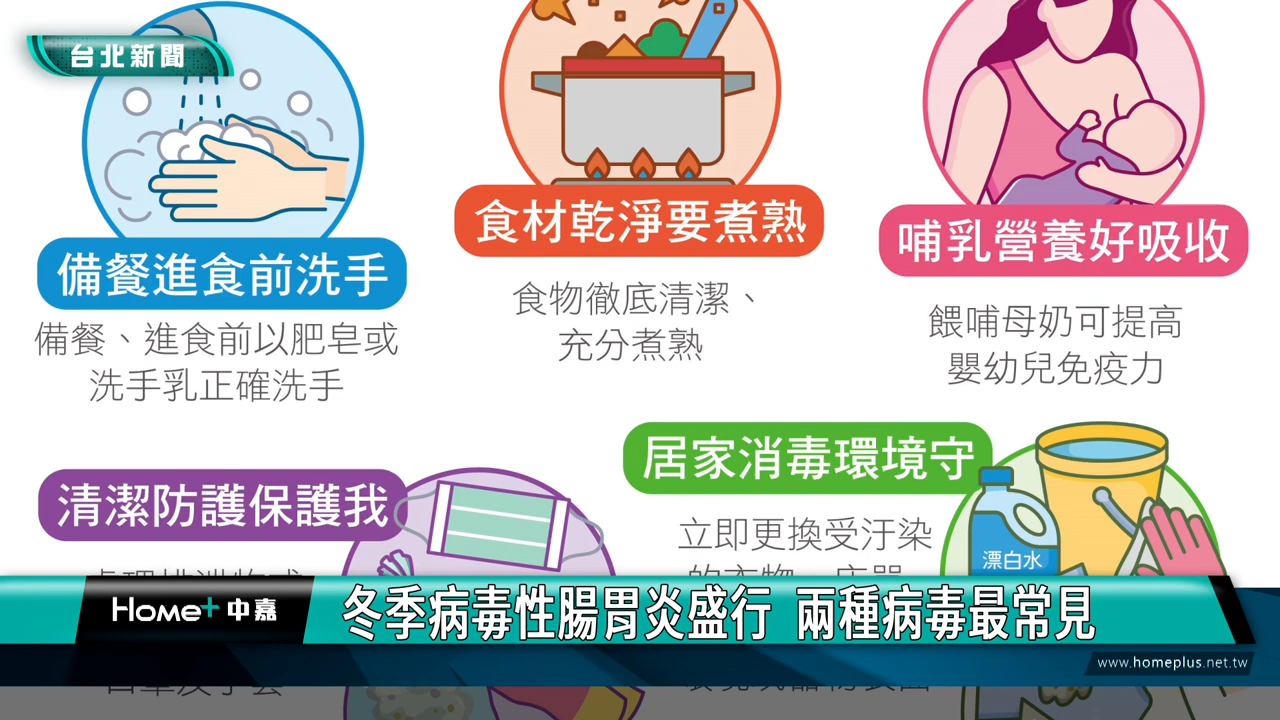 台北新聞
備餐進食前洗手
備餐、進食前以肥皂或
洗手乳正確洗手
食材乾淨要煮熟
食物徹底清潔、
充分煮熟
哺乳營養好吸收
餵哺母奶可提高
嬰幼兒免疫力
清潔防護保護我
居家消毒環境守
立即更換受汙染
漂白水
Home+中嘉
冬季病毒性腸胃炎盛行 兩種病毒最常見
www.homeplus.net.tw